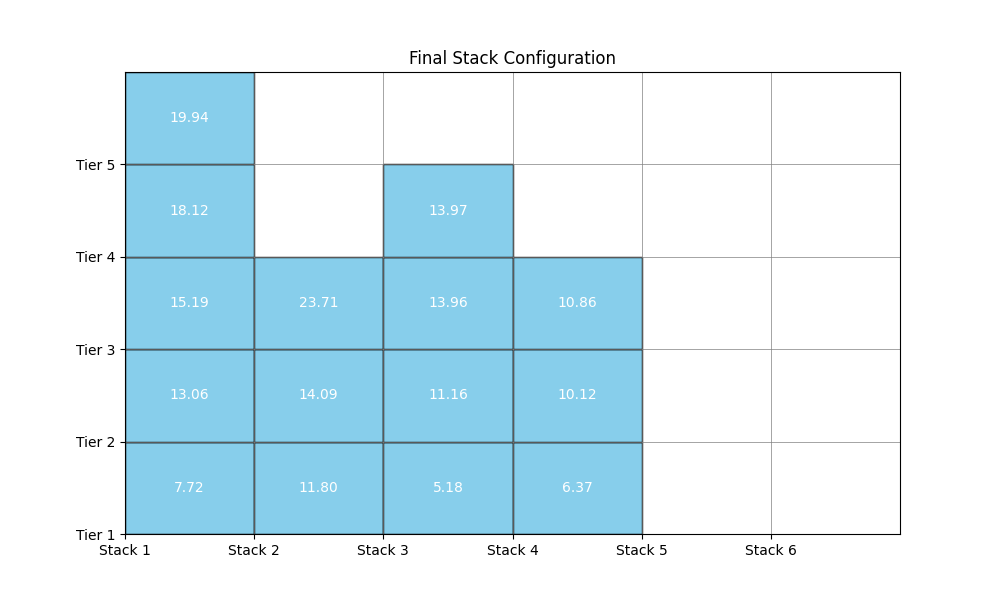 Final Stack Configuration
19.94
Tier 5
18.12 13.97
Tier 4
15.19 23.71 13.96 10.86
Tier 3
13.06 14.09 11.16 10.12
Tier 2
7.72 11.80 5.18 6.37
Tier 1
Stack 1 Stack 2 Stack 3 Stack 4 Stack 5 Stack 6